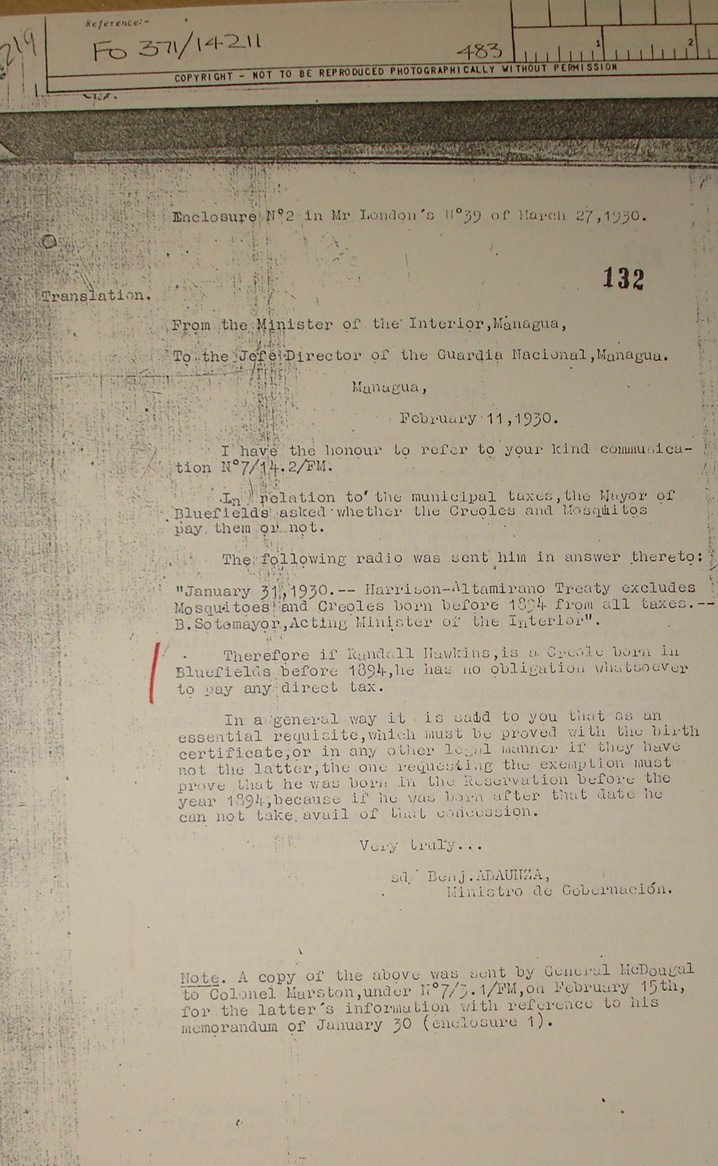 219
Reference:-
FO 371/14211
483
1
2
COPYRIGHT - NOT TO BE REPRODUCED PHOTOGRAPHICALLY WITHOUT PERMISSION
Enclosure N°2 in Mr London's N°39 of March 27,1930.
132
Translation.
From the Minister of the Interior,Managua,
To the Jefe Director of the Guardia Nacional,Managua.
Managua,
February 11,1930.
I have the honour to refer to your kind communica-
tion N°7/14.2/FM.
In relation to the municipal taxes,the Mayor of
Bluefields asked whether the Creoles and Mosquitos
pay them or not.
The following radio was sent him in answer thereto:
"January 31,1930.-- Harrison-Altamirano Treaty excludes
Mosquitoes and Creoles born before 1894 from all taxes.--
B.Sotomayor,Acting Minister of the Interior".
Therefore if Randall Hawkins,is a Creole born in
Bluefields before 1894,he has no obligation whatsoever
to pay any direct tax.
In a general way it is said to you that as an
essential requisite,which must be proved with the birth
certificate,or in any other legal manner if they have
not the latter,the one requesting the exemption must
prove that he was born in the Reservation before the
year 1894,because if he was born after that date he
can not take avail of that concession.
Very truly...
sd. Benj.ABAUNZA,
Ministro de Gobernación.
Note. A copy of the above was sent by General McDougal
to Colonel Marston,under N°7/3.1/FM,on February 15th,
for the latter's information with reference to his
memorandum of January 30 (enclosure 1).